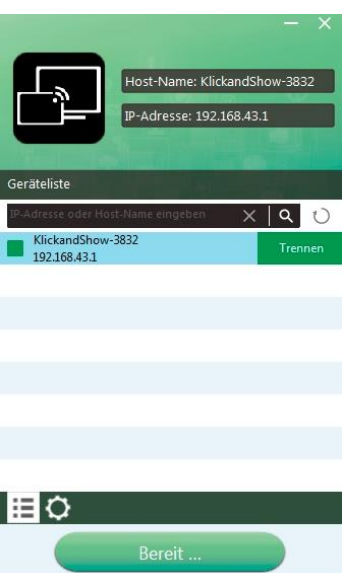 Host-Name: KlickandShow-3832
IP-Adresse: 192.168.43.1
Geräteliste
IP-Adresse oder Host-Name eingeben
KlickandShow-3832
192.168.43.1
Trennen
Bereit ...